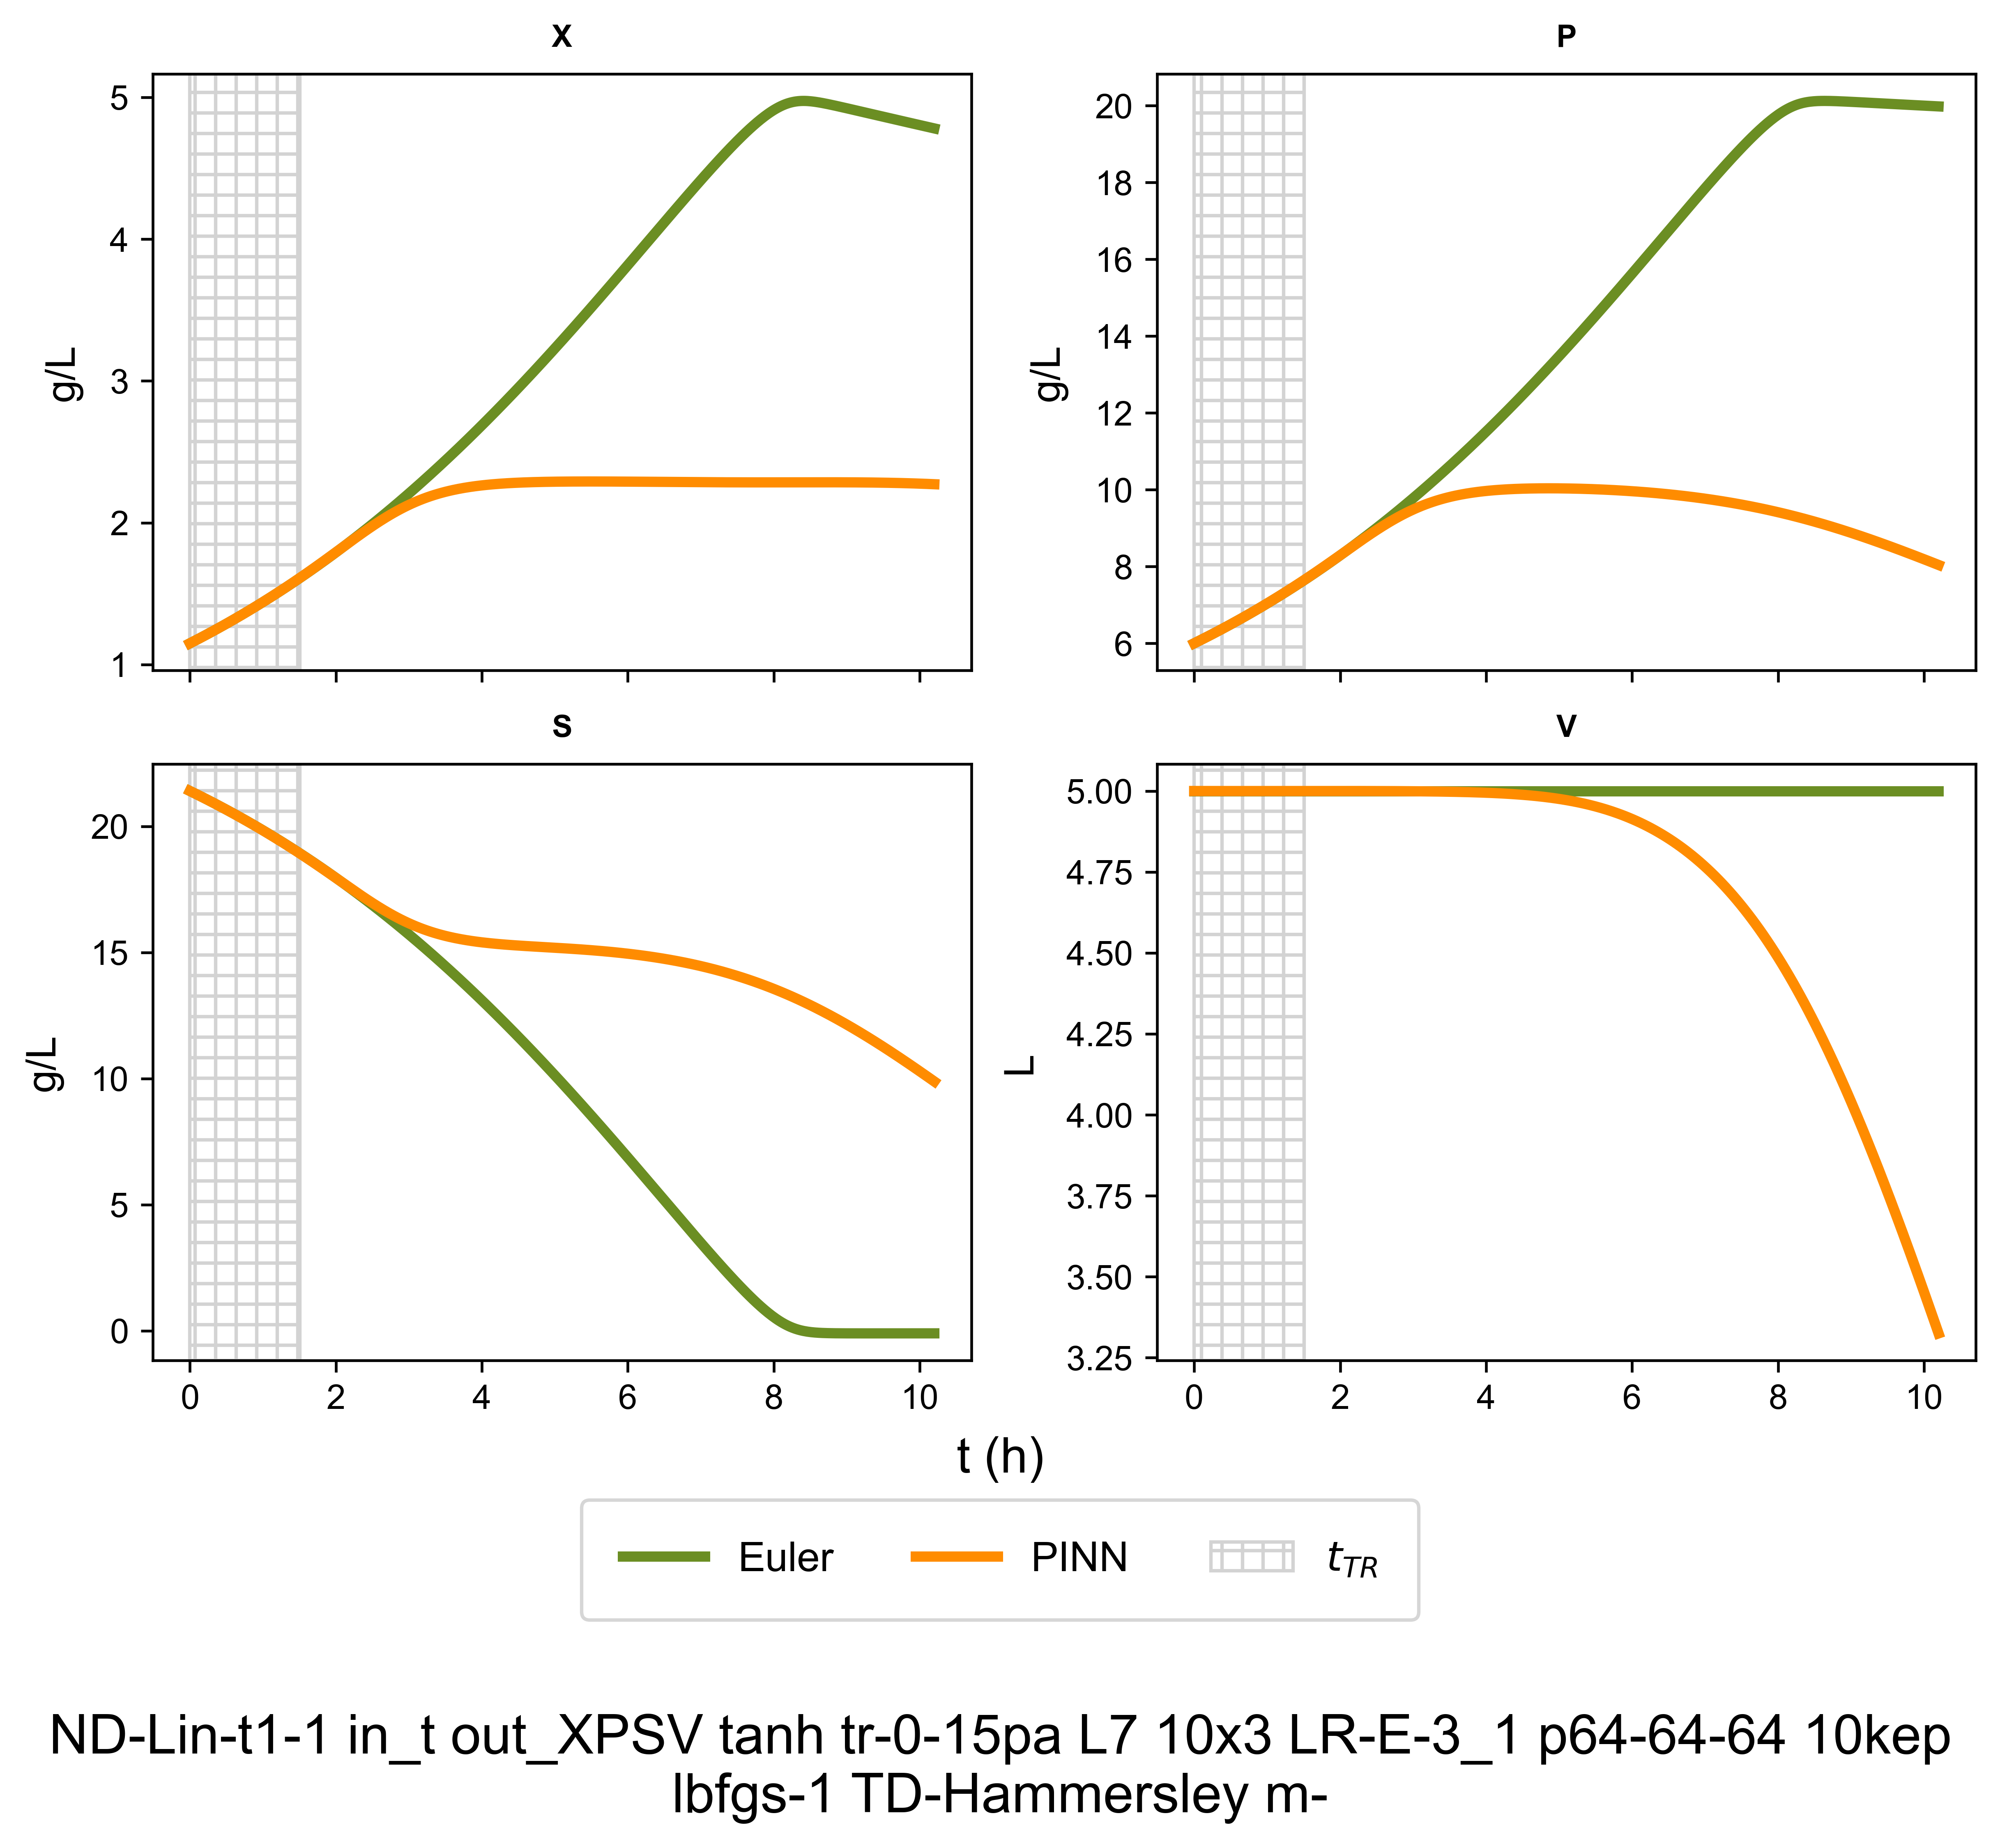 X
P
5
4
3
2
1
g/L
20
18
16
14
12
10
8
6
g/L
S
V
20
15
10
5
0
g/L
5.00
4.75
4.50
4.25
4.00
3.75
3.50
3.25
L
0 2 4 6 8 10
0 2 4 6 8 10
t (h)
Euler PINN t_TR
ND-Lin-t1-1 in_t out_XPSV tanh tr-0-15pa L7 10x3 LR-E-3_1 p64-64-64 10kep
lbfgs-1 TD-Hammersley m-